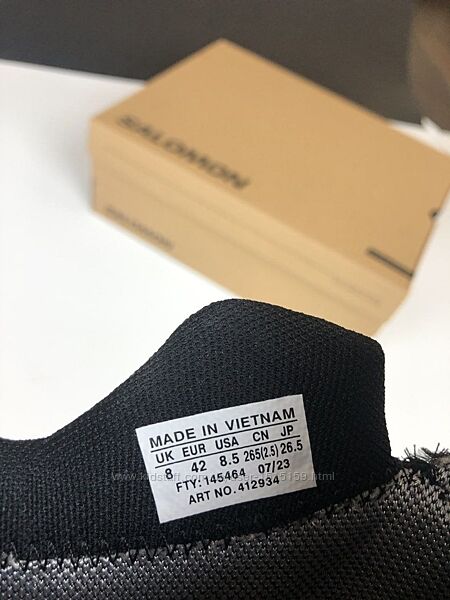 SALOMON
SALOMON
MADE IN VIETNAM
UK EUR USA CN JP
8 42 8.5 265(2.5) 26.5
FTY: 145464 07/23
ART NO. 412934